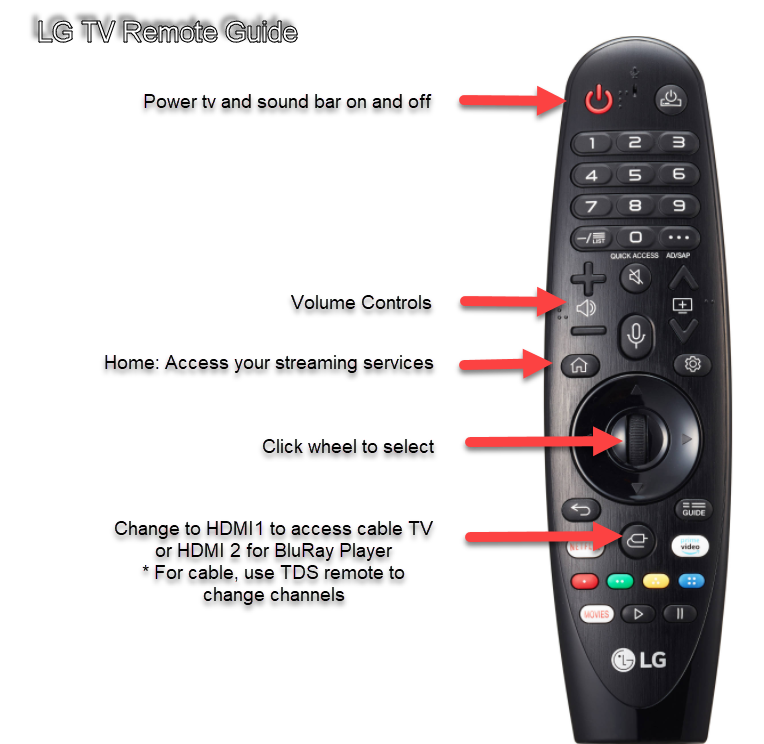 LG TV Remote Guide
Power tv and sound bar on and off
1 2 3
4 5 6
7 8 9
-/ LIST 0 ...
QUICK ACCESS AD/SAP
Volume Controls
Home: Access your streaming services
Click wheel to select
GUIDE
Change to HDMI1 to access cable TV
or HDMI 2 for BluRay Player
* For cable, use TDS remote to
change channels
NETFLIX
prime video
MOVIES
LG